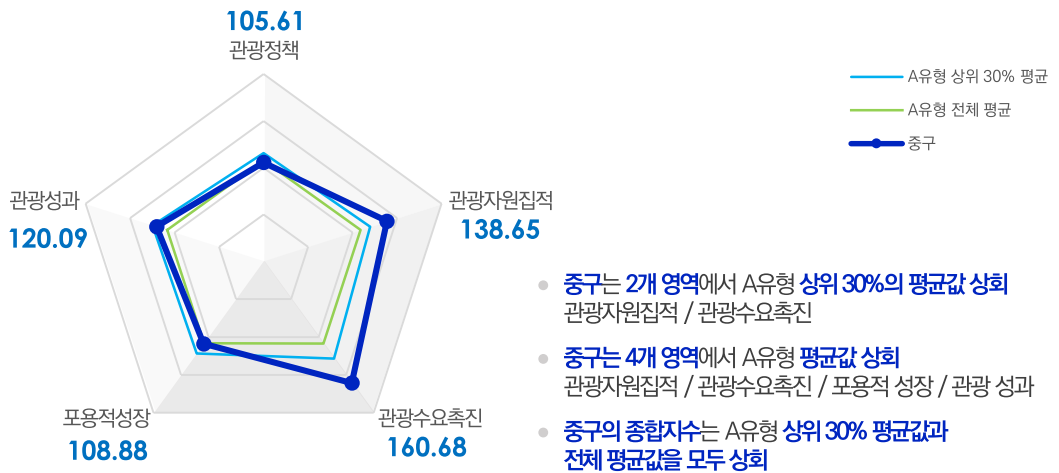 105.61
관광정책
A유형 상위 30% 평균
A유형 전체 평균
중구
관광성과
120.09
관광자원집적
138.65
포용적성장
108.88
관광수요촉진
160.68
중구는 2개 영역에서 A유형 상위 30%의 평균값 상회
관광자원집적 / 관광수요촉진
중구는 4개 영역에서 A유형 평균값 상회
관광자원집적 / 관광수요촉진 / 포용적 성장 / 관광 성과
중구의 종합지수는 A유형 상위 30% 평균값과
전체 평균값을 모두 상회